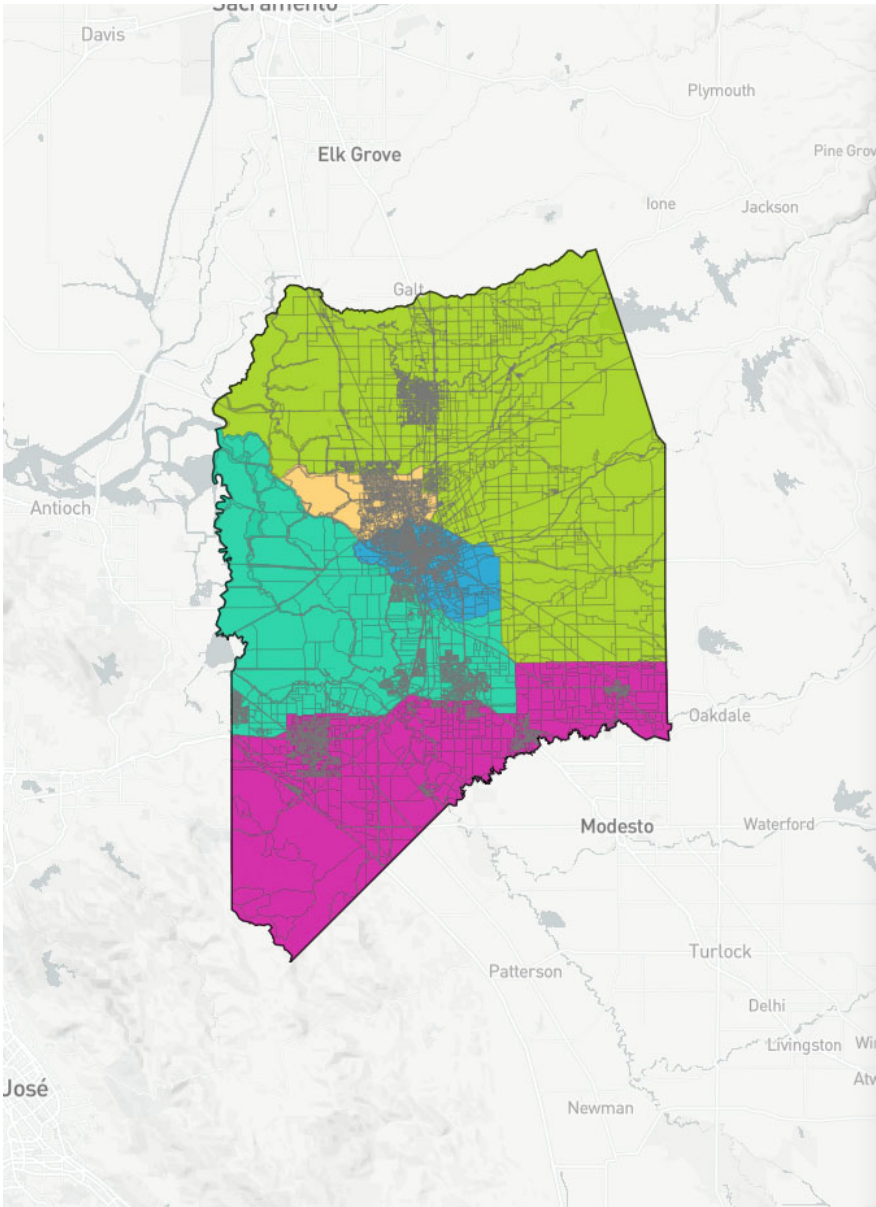 Sacramento
Davis
Plymouth
Elk Grove
Pine Grov
Ione
Jackson
Galt
Antioch
Oakdale
Modesto
Waterford
Turlock
Patterson
Delhi
Livingston
Wi
Atw
José
Newman